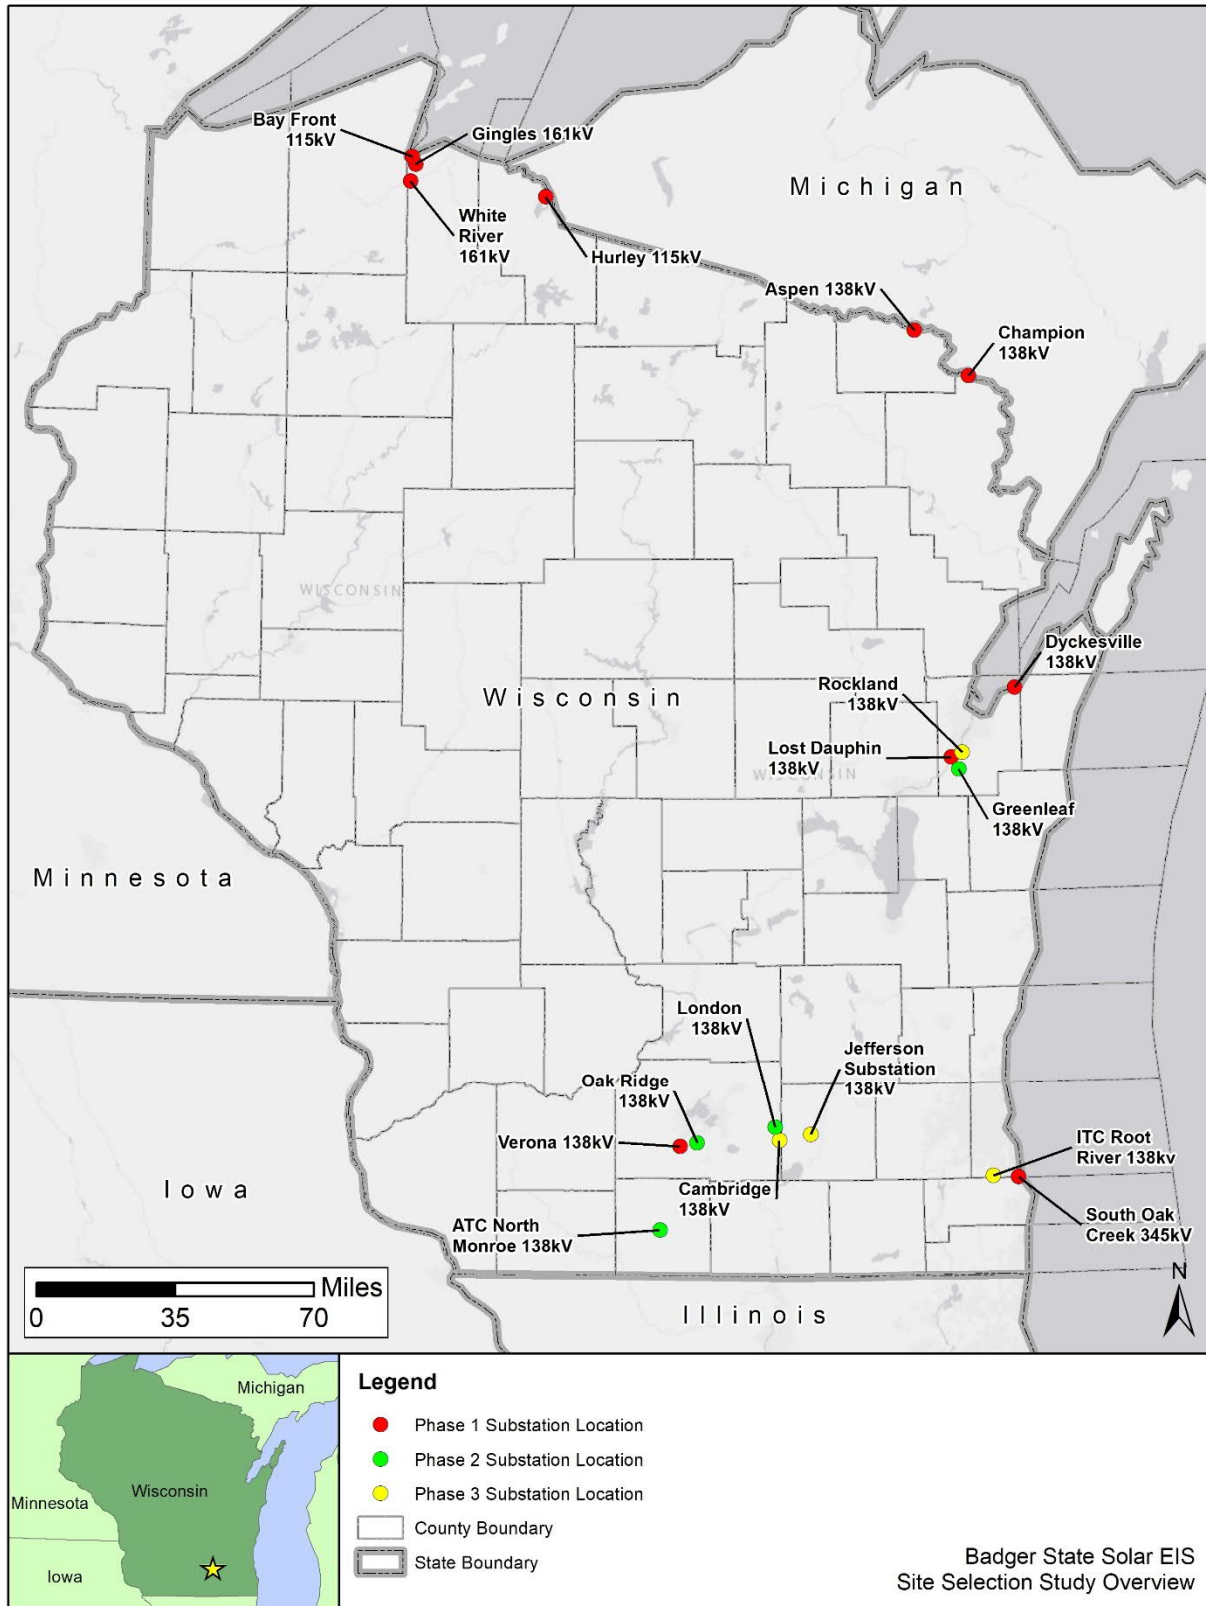 Bay Front
115kV
Gingles 161kV
Michigan
White
River
161kV
Hurley 115kV
Aspen 138kV
Champion
138kV
WISCONSIN
Dyckesville
138kV
Rockland
138kV
Wisconsin
Lost Dauphin
138kV
WISCONSIN
Greenleaf
138kV
Minnesota
London
138kV
Jefferson
Substation
138kV
Oak Ridge
138kV
Verona 138kV
ITC Root
River 138kv
Iowa
Cambridge
138kV
ATC North
Monroe 138kV
South Oak
Creek 345kV
Miles
0 35 70
Illinois
N
Michigan
Wisconsin
Minnesota
Iowa
Legend
Phase 1 Substation Location
Phase 2 Substation Location
Phase 3 Substation Location
County Boundary
State Boundary
Badger State Solar EIS
Site Selection Study Overview